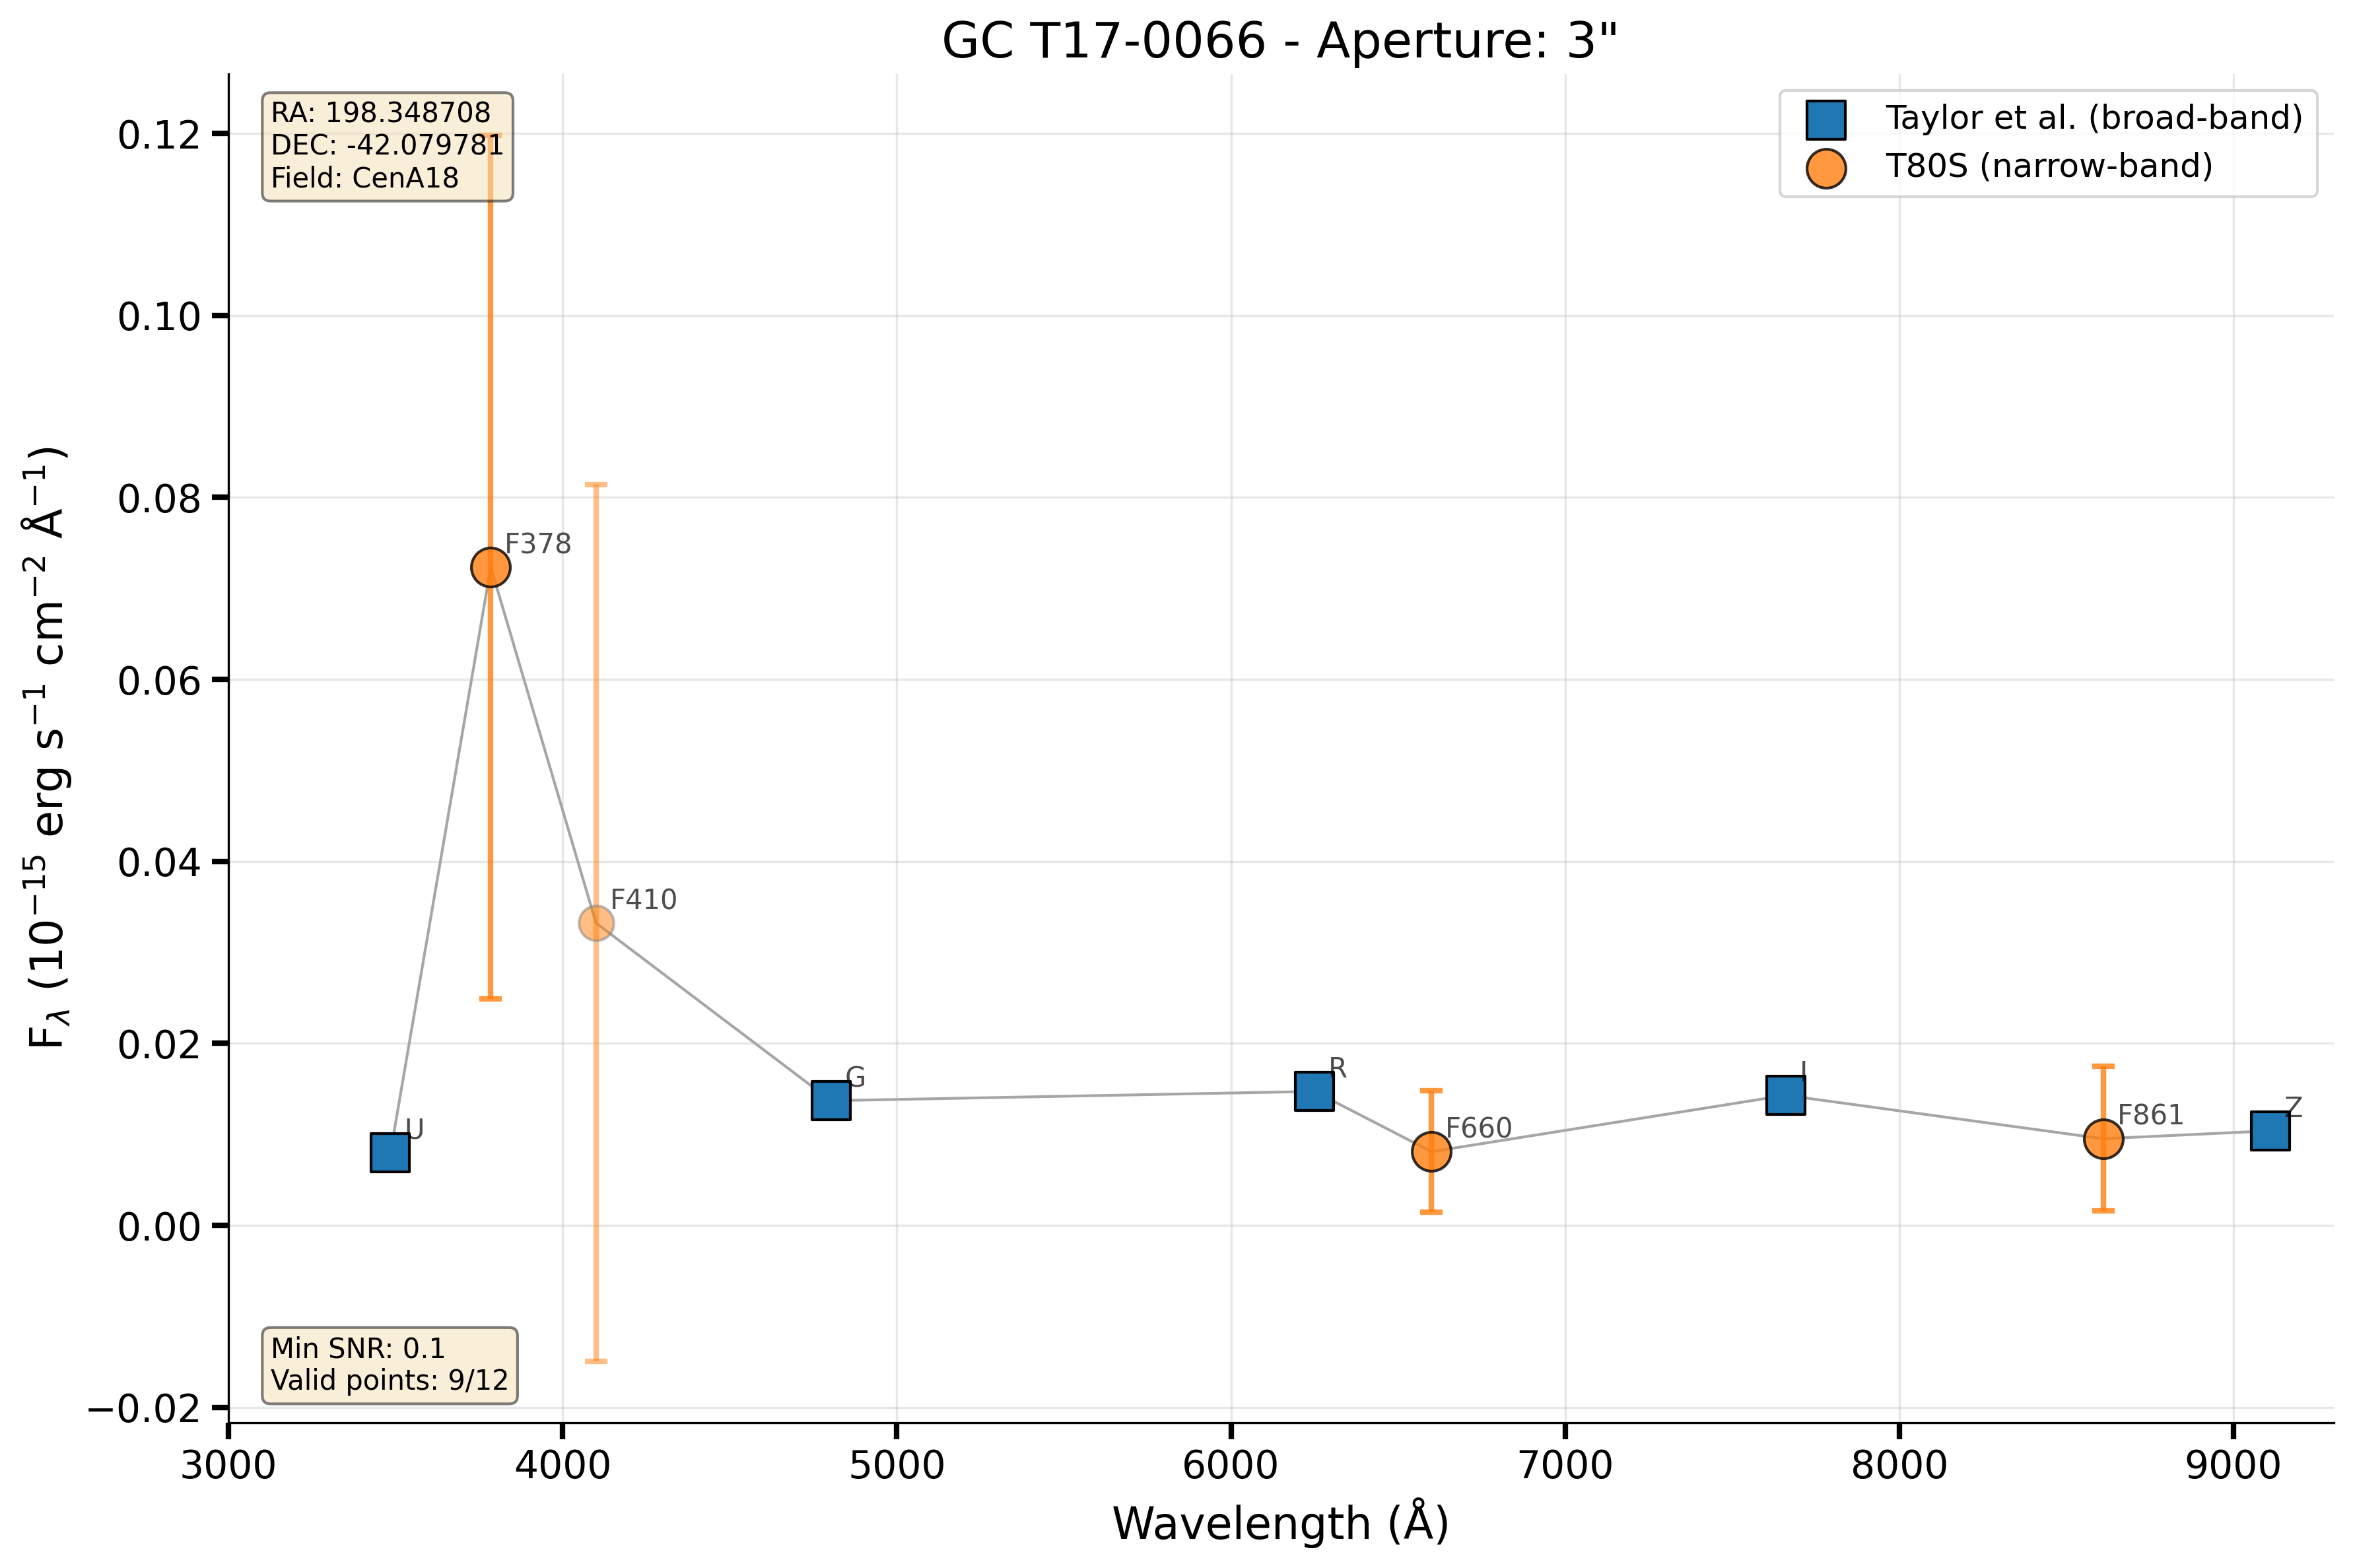 GC T17-0066 - Aperture: 3"
RA: 198.348708
DEC: -42.079781
Field: CenA18
Taylor et al. (broad-band)
T80S (narrow-band)
0.12
0.10
0.08
0.06
0.04
0.02
0.00
−0.02
F_λ (10⁻¹⁵ erg s⁻¹ cm⁻² Å⁻¹)
F378
F410
U
G
R
F660
I
F861
Z
Min SNR: 0.1
Valid points: 9/12
3000 4000 5000 6000 7000 8000 9000
Wavelength (Å)